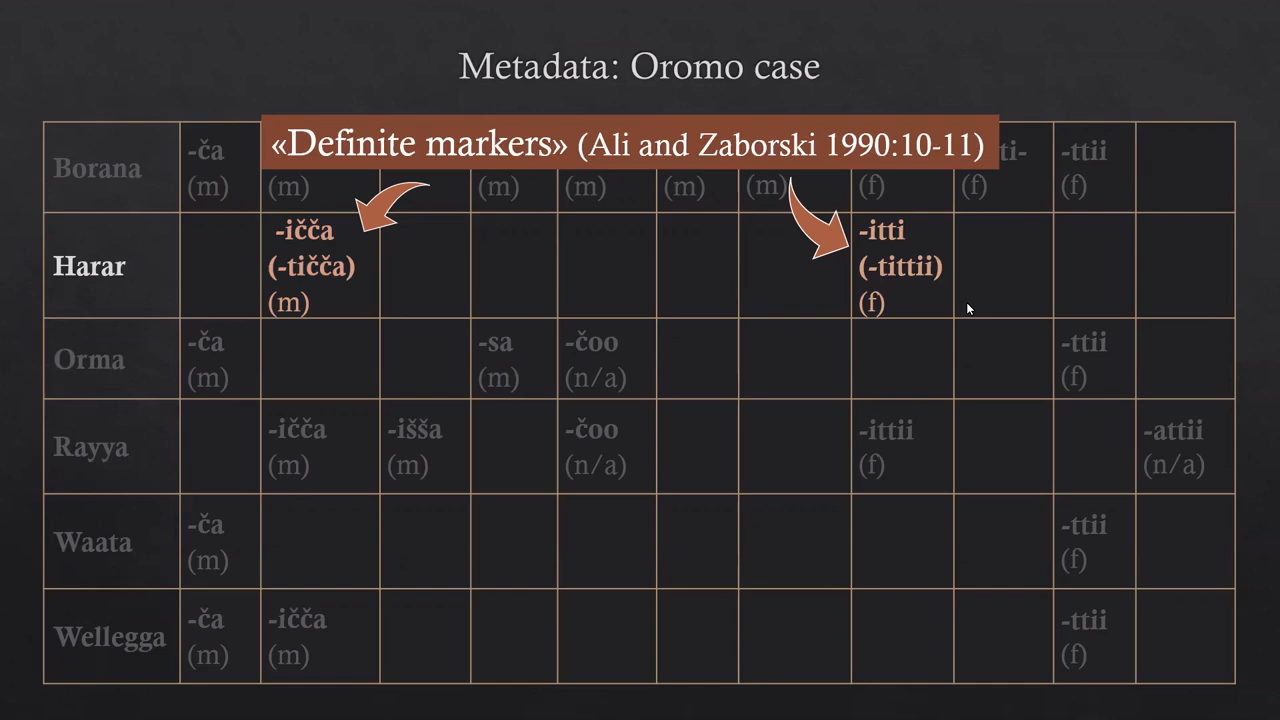 Metadata: Oromo case
«Definite markers» (Ali and Zaborski 1990:10-11)
Borana -ča (m) (m) (m) (m) (m) (m) (f) ti- (f) -ttii (f)
Harar -ičča (-tičča) (m) -itti (-tittii) (f)
Orma -ča (m) -sa (m) -čoo (n/a) -ttii (f)
Rayya -ičča (m) -išša (m) -čoo (n/a) -ittii (f) -attii (n/a)
Waata -ča (m) -ttii (f)
Wellegga -ča (m) -ičča (m) -ttii (f)